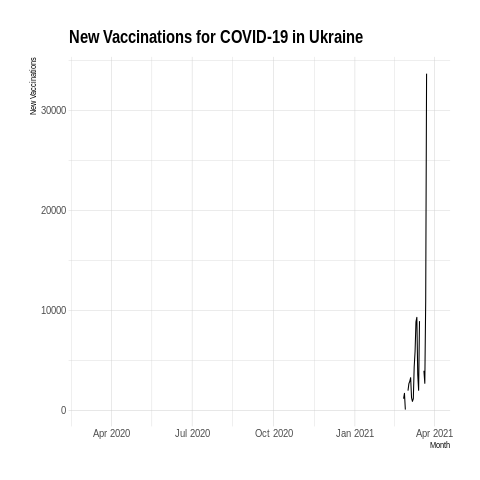 New Vaccinations for COVID-19 in Ukraine
New Vaccinations
30000
20000
10000
0
Apr 2020 Jul 2020 Oct 2020 Jan 2021 Apr 2021
Month